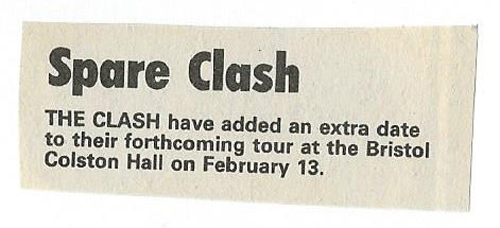 Spare Clash
THE CLASH have added an extra date
to their forthcoming tour at the Bristol
Colston Hall on February 13.